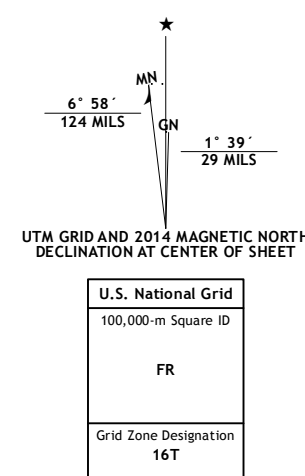 MN
6° 58´
124 MILS
GN
1° 39´
29 MILS
UTM GRID AND 2014 MAGNETIC NORTH
DECLINATION AT CENTER OF SHEET
U.S. National Grid
100,000-m Square ID
FR
Grid Zone Designation
16T